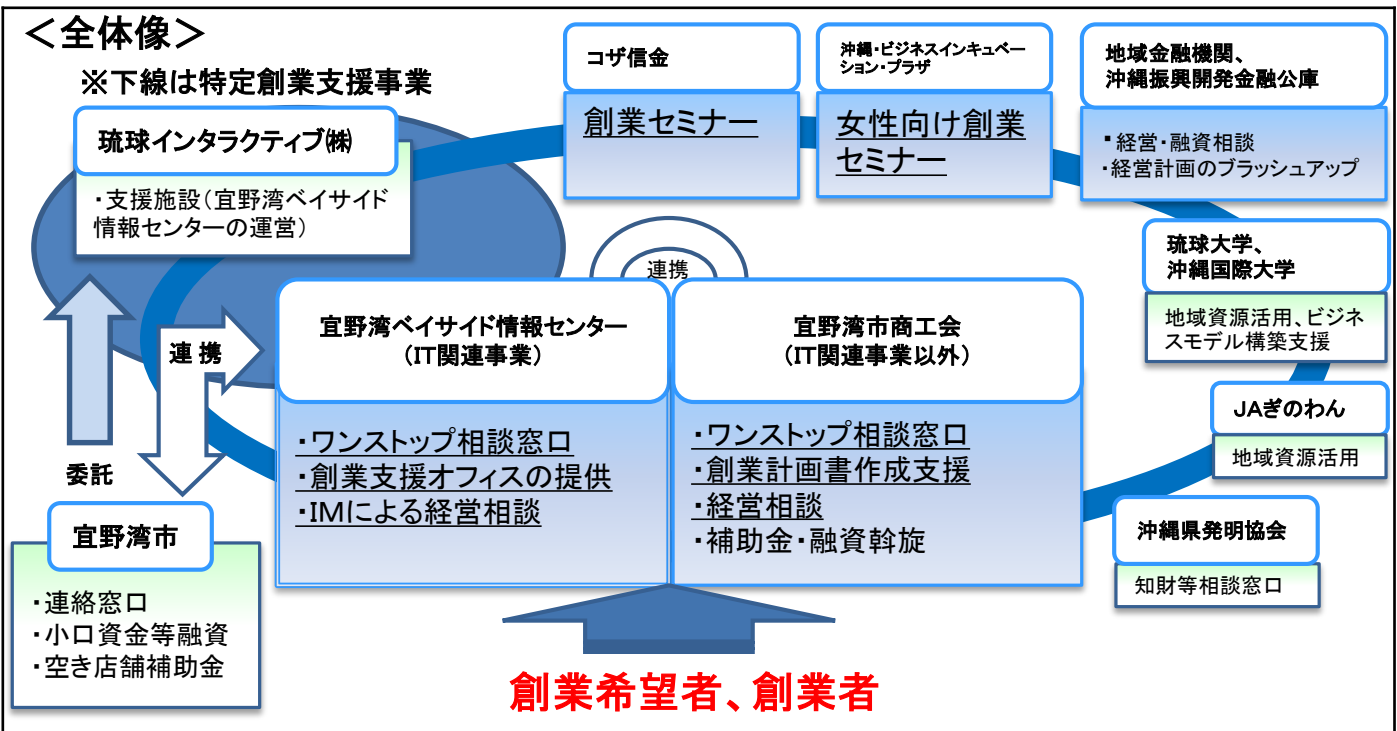 ＜全体像＞
※下線は特定創業支援事業
琉球インタラクティブ㈱
・支援施設（宜野湾ベイサイド
情報センターの運営）
コザ信金
創業セミナー
沖縄・ビジネスインキュベー
ション・プラザ
女性向け創業
セミナー
地域金融機関、
沖縄振興開発金融公庫
・経営・融資相談
・経営計画のブラッシュアップ
琉球大学、
沖縄国際大学
地域資源活用、ビジネ
スモデル構築支援
JAぎのわん
地域資源活用
沖縄県発明協会
知財等相談窓口
連携
宜野湾ベイサイド情報センター
（IT関連事業）
・ワンストップ相談窓口
・創業支援オフィスの提供
・IMによる経営相談
宜野湾市商工会
（IT関連事業以外）
・ワンストップ相談窓口
・創業計画書作成支援
・経営相談
・補助金・融資斡旋
連携
委託
宜野湾市
・連絡窓口
・小口資金等融資
・空き店舗補助金
創業希望者、創業者